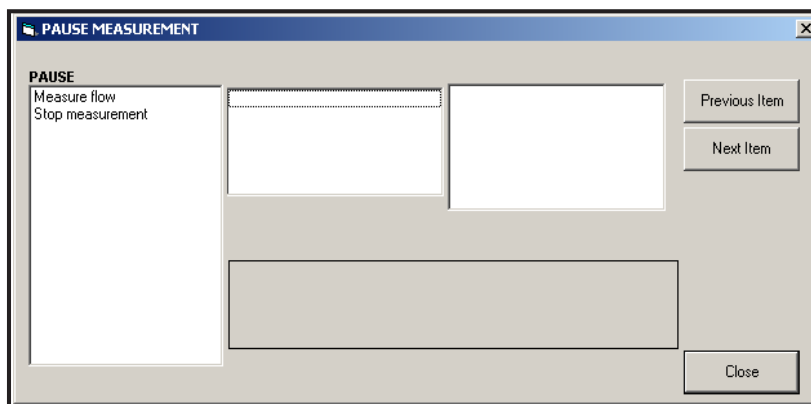 PAUSE MEASUREMENT
PAUSE
Measure flow
Stop measurement
Previous Item
Next Item
Close